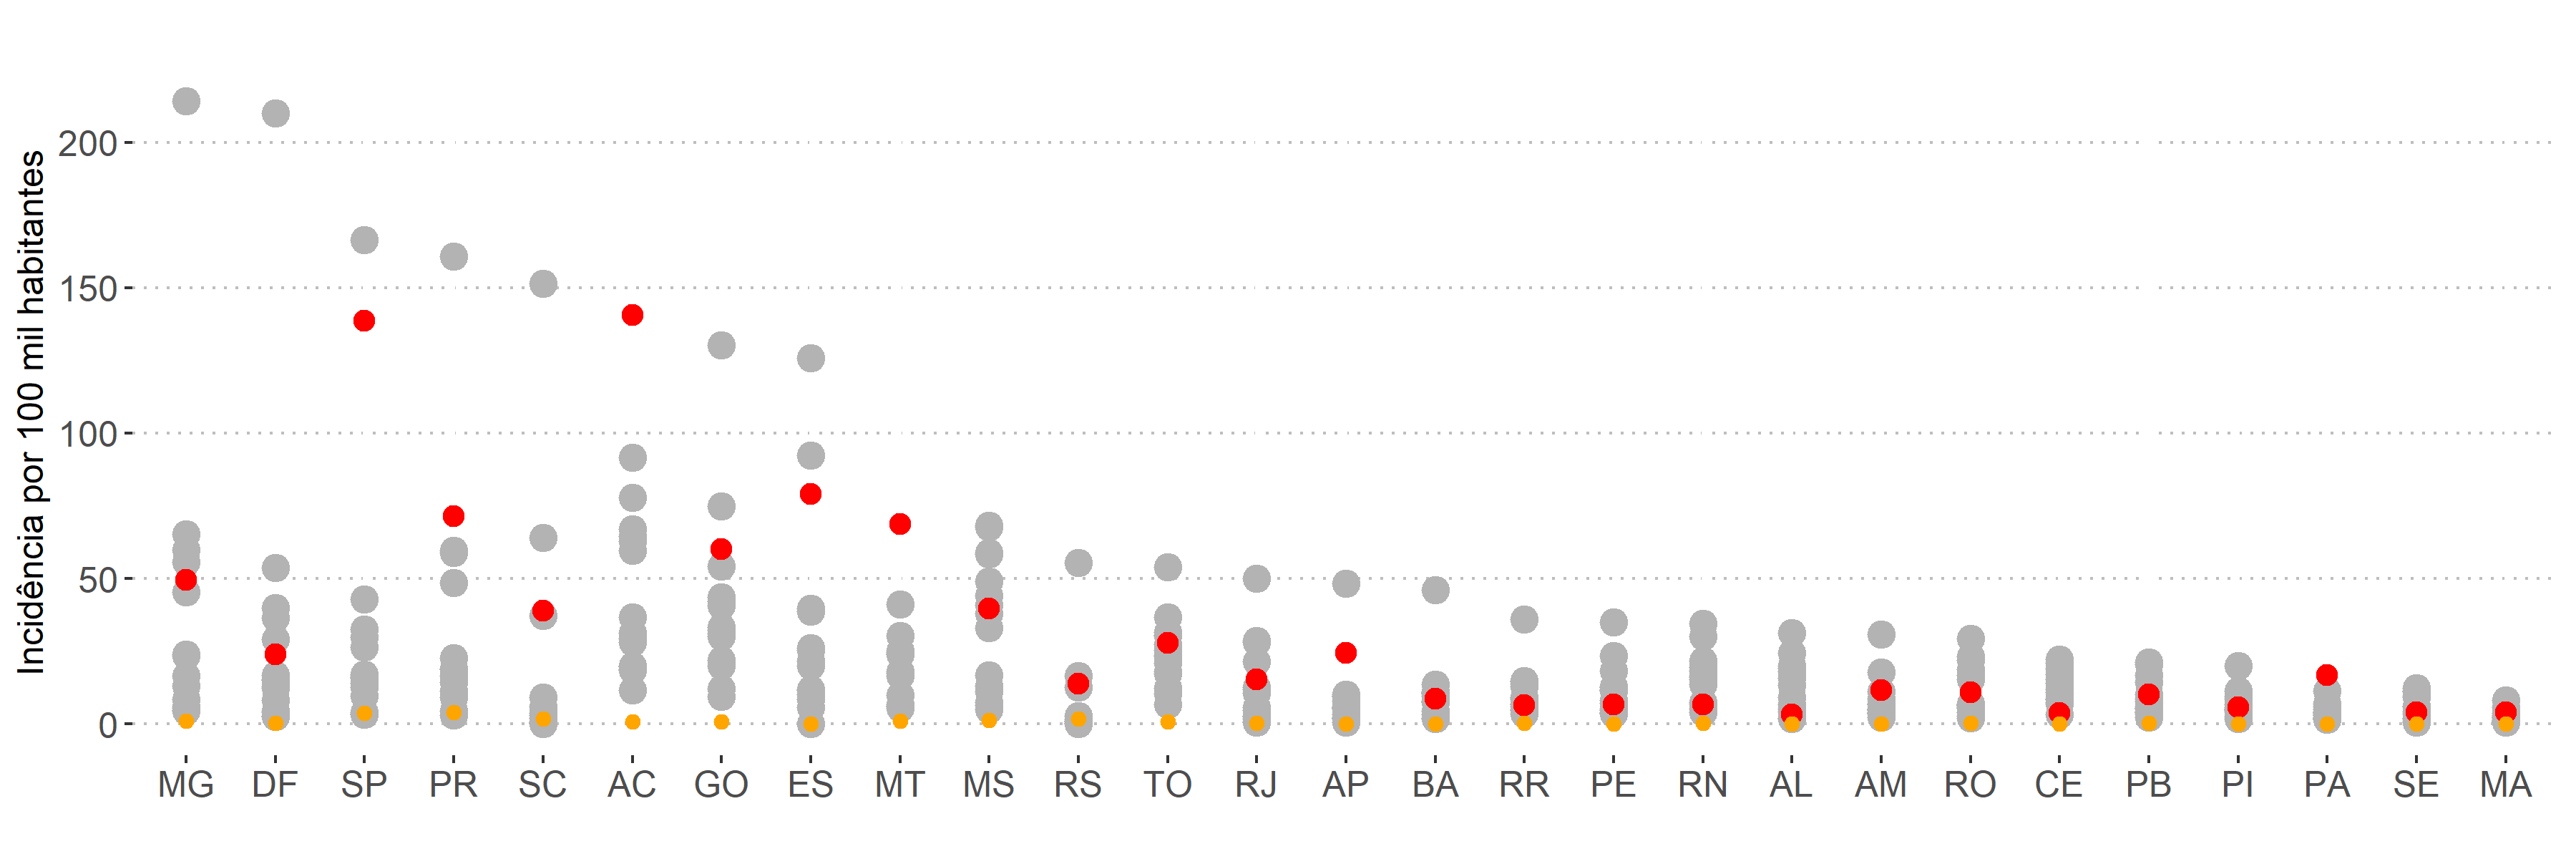 Incidência por 100 mil habitantes
200
150
100
50
0
MG DF SP PR SC AC GO ES MT MS RS TO RJ AP BA RR PE RN AL AM RO CE PB PI PA SE MA